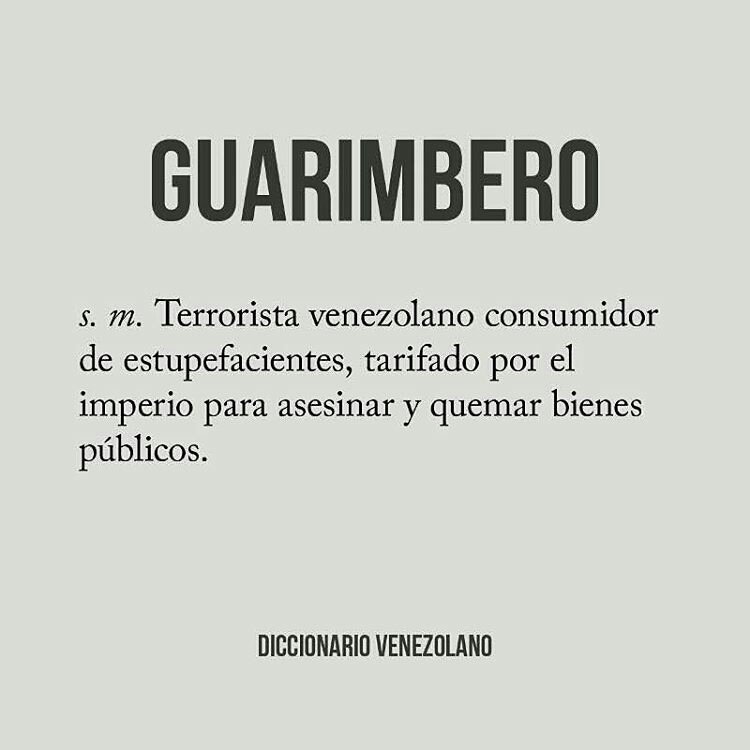 GUARIMBERO
s. m. Terrorista venezolano consumidor
de estupefacientes, tarifado por el
imperio para asesinar y quemar bienes
públicos.
DICCIONARIO VENEZOLANO